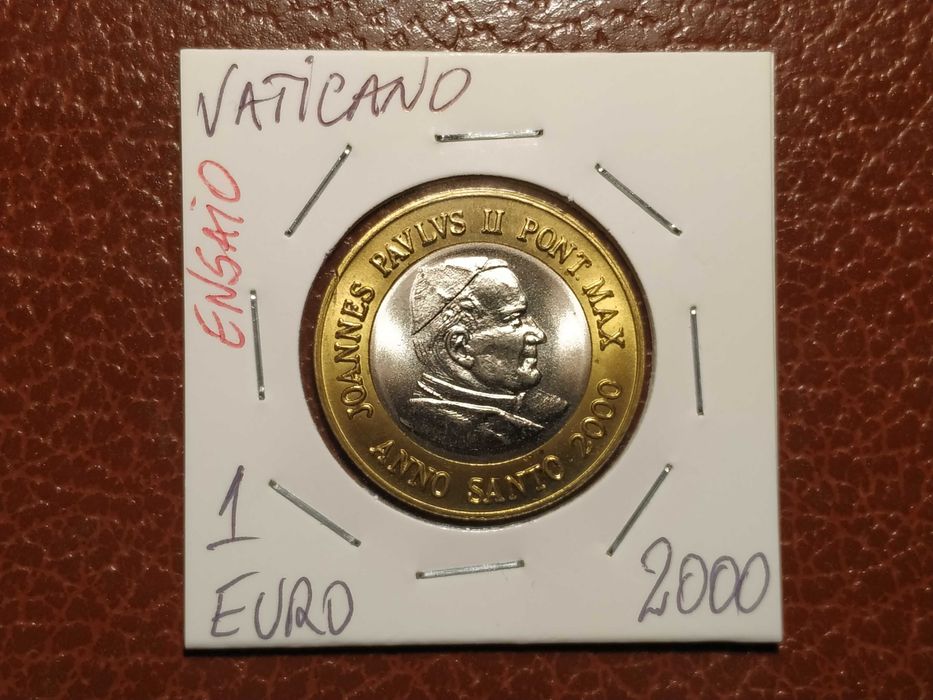 VATICANO
ENSAIO
JOANNES PAVLVS II PONT MAX
ANNO SANTO 2000
1
EURO
2000